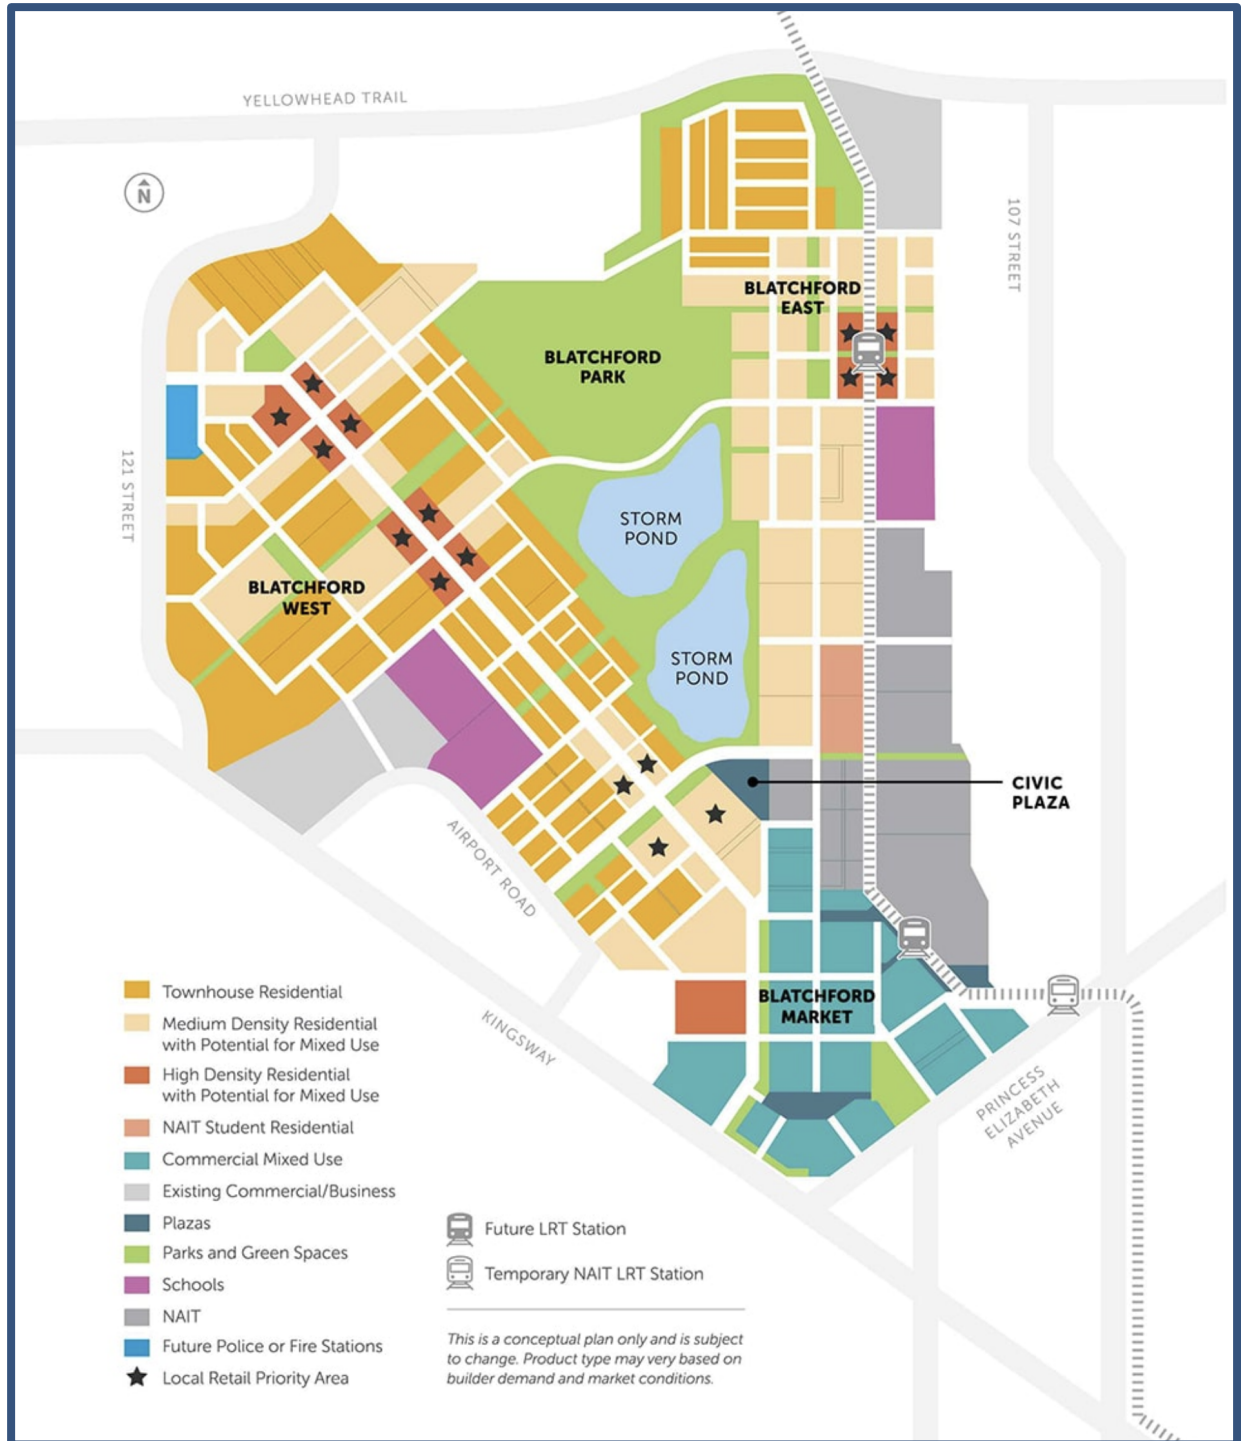 YELLOWHEAD TRAIL
N
107 STREET
BLATCHFORD
EAST
BLATCHFORD
PARK
121 STREET
STORM
POND
BLATCHFORD
WEST
STORM
POND
CIVIC
PLAZA
AIRPORT ROAD
BLATCHFORD
MARKET
KINGSWAY
PRINCESS
ELIZABETH
AVENUE
Townhouse Residential
Medium Density Residential
with Potential for Mixed Use
High Density Residential
with Potential for Mixed Use
NAIT Student Residential
Commercial Mixed Use
Existing Commercial/Business
Plazas
Parks and Green Spaces
Schools
NAIT
Future Police or Fire Stations
Local Retail Priority Area
Future LRT Station
Temporary NAIT LRT Station
This is a conceptual plan only and is subject
to change. Product type may very based on
builder demand and market conditions.